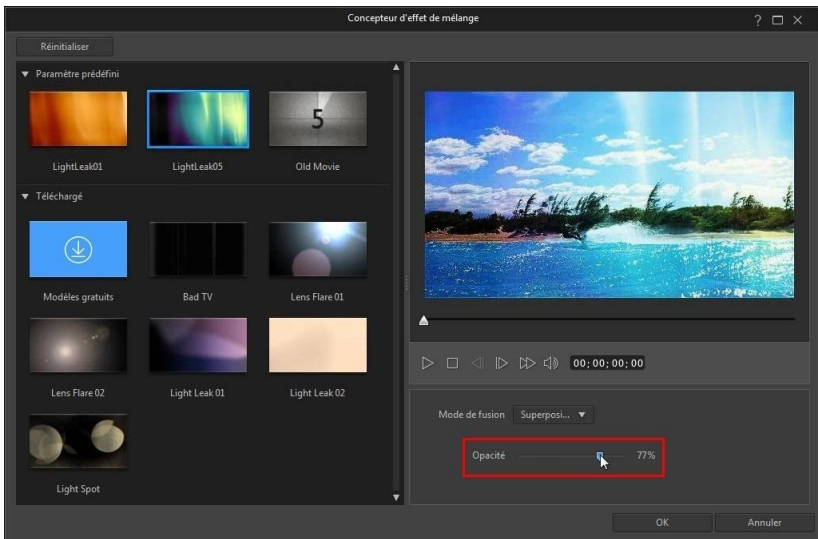 Concepteur d'effet de mélange
Réinitialiser
Paramètre prédéfini
LightLeak01
LightLeak05
5
Old Movie
Téléchargé
Modèles gratuits
Bad TV
Lens Flare 01
Lens Flare 02
Light Leak 01
Light Leak 02
Light Spot
00;00;00;00
Mode de fusion Superposi...
Opacité 77%
OK Annuler